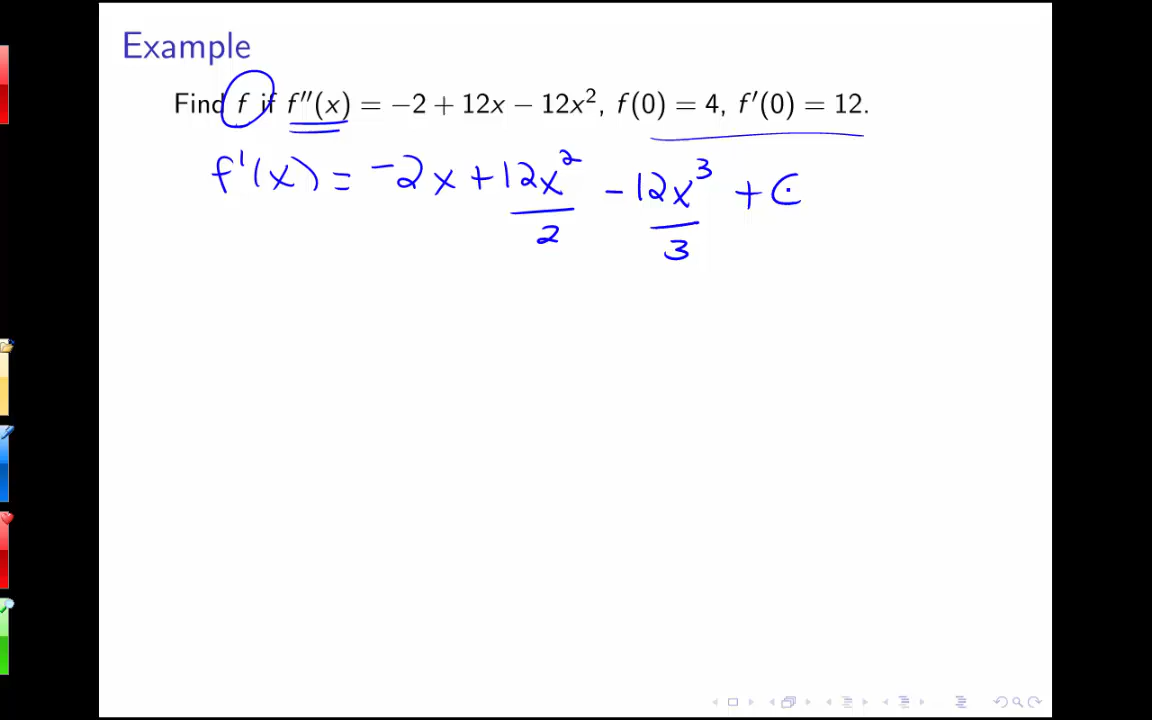 Example
Find f if f″(x) = −2 + 12x − 12x², f(0) = 4, f′(0) = 12.
f'(x) = -2x + 12x²/2 - 12x³/3 + C